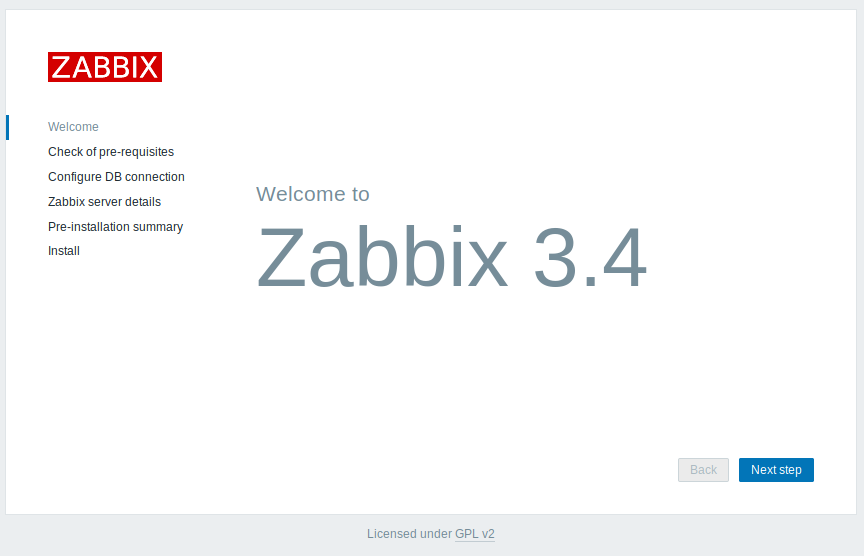 ZABBIX
Welcome
Check of pre-requisites
Configure DB connection
Zabbix server details
Pre-installation summary
Install
Welcome to
Zabbix 3.4
Back
Next step
Licensed under GPL v2